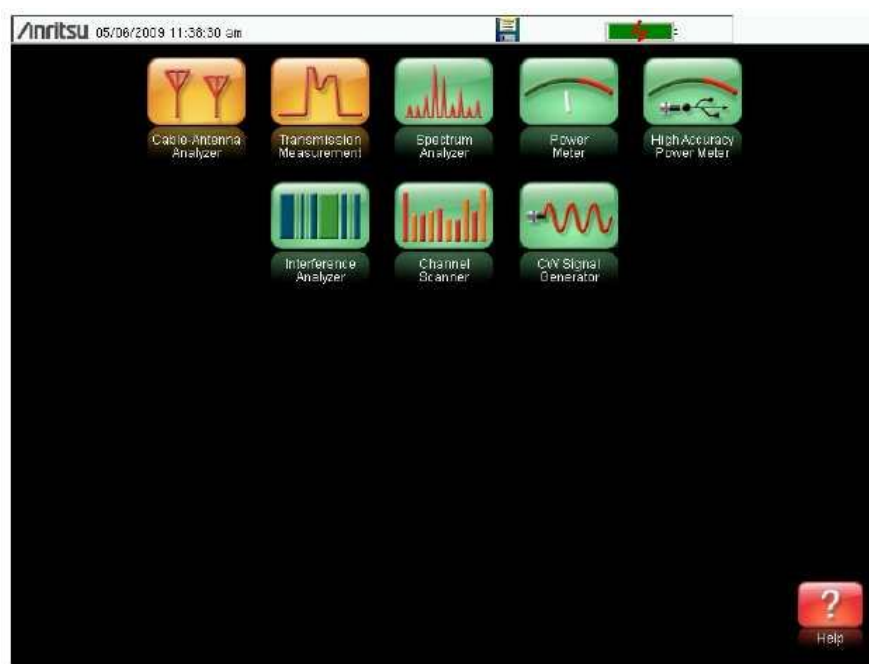 Anritsu 05/06/2009 11:38:30 am
Cable-Antenna
Analyzer
Transmission
Measurement
Spectrum
Analyzer
Power
Meter
High Accuracy
Power Meter
Interference
Analyzer
Channel
Scanner
CW Signal
Generator
?
Help